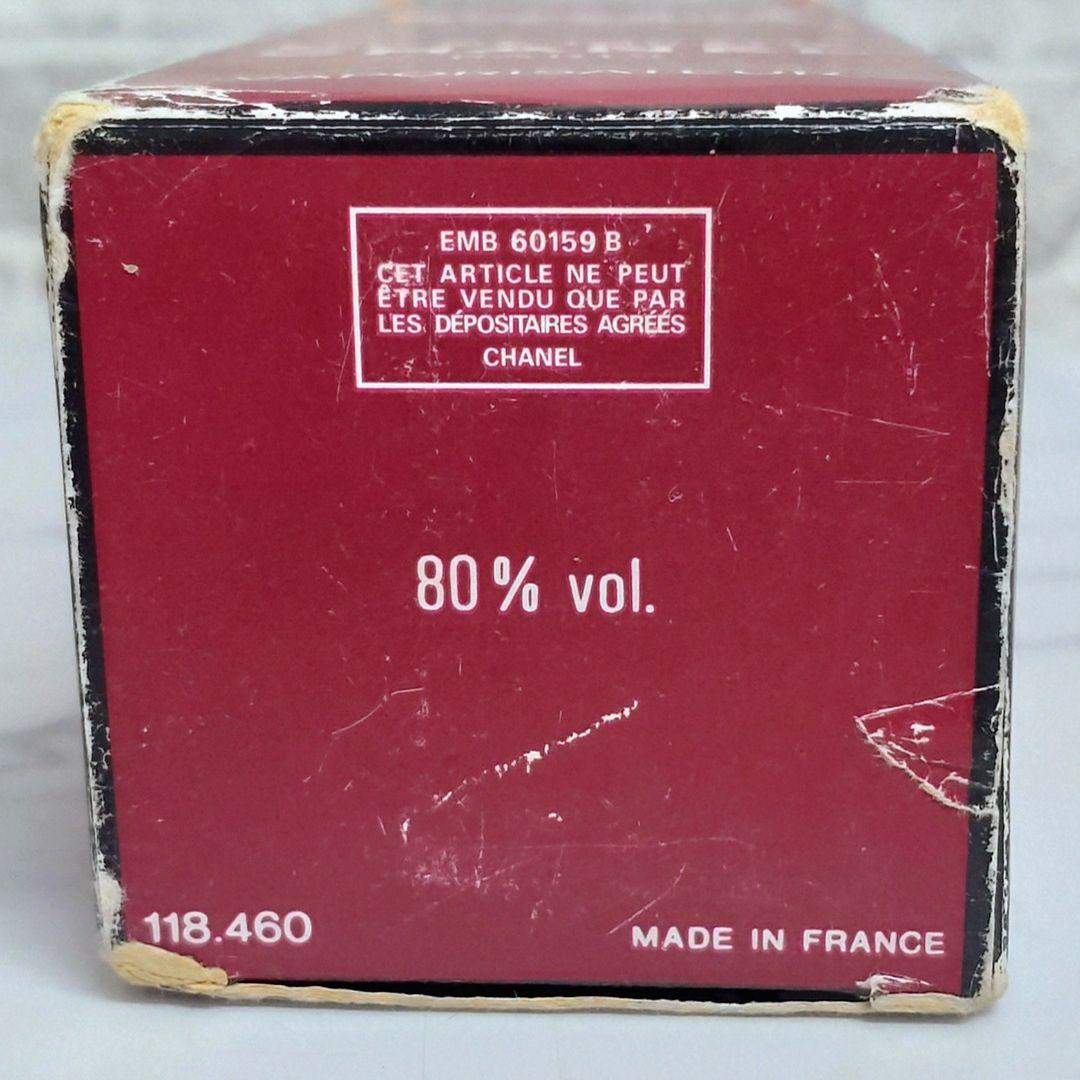 EMB 60159 B
CET ARTICLE NE PEUT
ÊTRE VENDU QUE PAR
LES DÉPOSITAIRES AGRÉÉS
CHANEL
80% vol.
118.460
MADE IN FRANCE